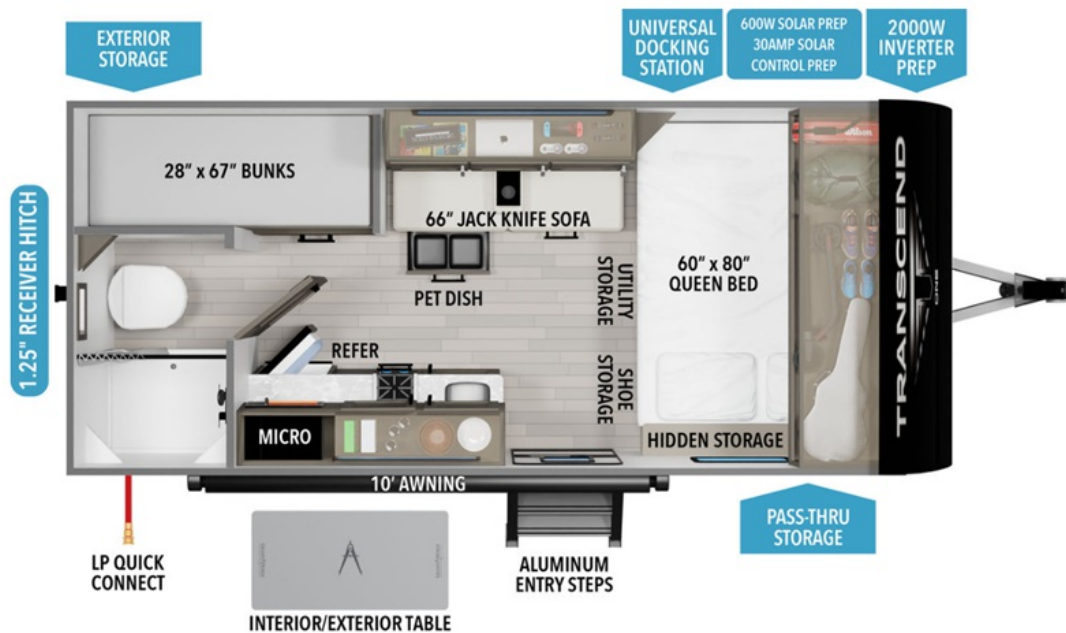 EXTERIOR
STORAGE
UNIVERSAL
DOCKING
STATION
600W SOLAR PREP
30AMP SOLAR
CONTROL PREP
2000W
INVERTER
PREP
1.25" RECEIVER HITCH
28" x 67" BUNKS
66" JACK KNIFE SOFA
PET DISH
UTILITY
STORAGE
60" x 80"
QUEEN BED
Wilson
TRANSCEND
ONE
REFER
SHOE
STORAGE
MICRO
HIDDEN STORAGE
10' AWNING
PASS-THRU
STORAGE
LP QUICK
CONNECT
ALUMINUM
ENTRY STEPS
INTERIOR/EXTERIOR TABLE